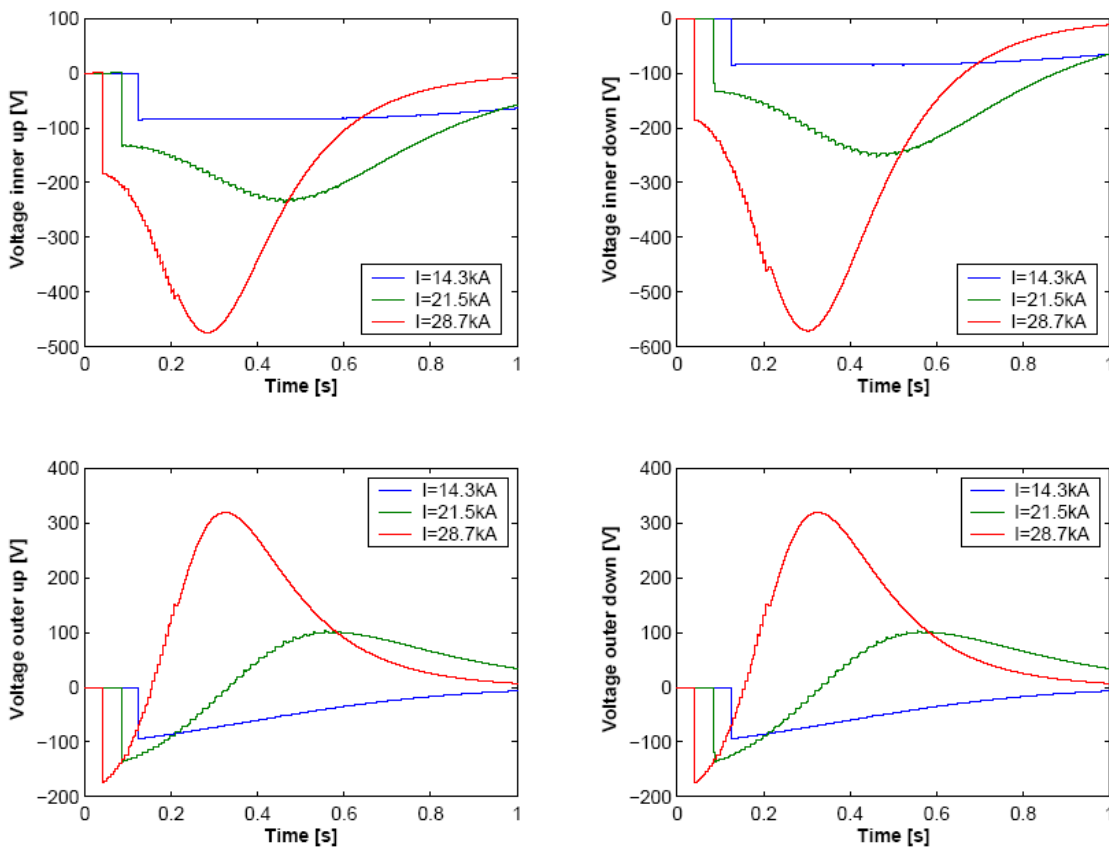 100
0
−100
−200
−300
−400
−500
Voltage inner up [V]
I=14.3kA
I=21.5kA
I=28.7kA
0 0.2 0.4 0.6 0.8 1
Time [s]
0
−100
−200
−300
−400
−500
−600
Voltage inner down [V]
I=14.3kA
I=21.5kA
I=28.7kA
0 0.2 0.4 0.6 0.8 1
Time [s]
400
300
200
100
0
−100
−200
Voltage outer up [V]
I=14.3kA
I=21.5kA
I=28.7kA
0 0.2 0.4 0.6 0.8 1
Time [s]
400
300
200
100
0
−100
−200
Voltage outer down [V]
I=14.3kA
I=21.5kA
I=28.7kA
0 0.2 0.4 0.6 0.8 1
Time [s]